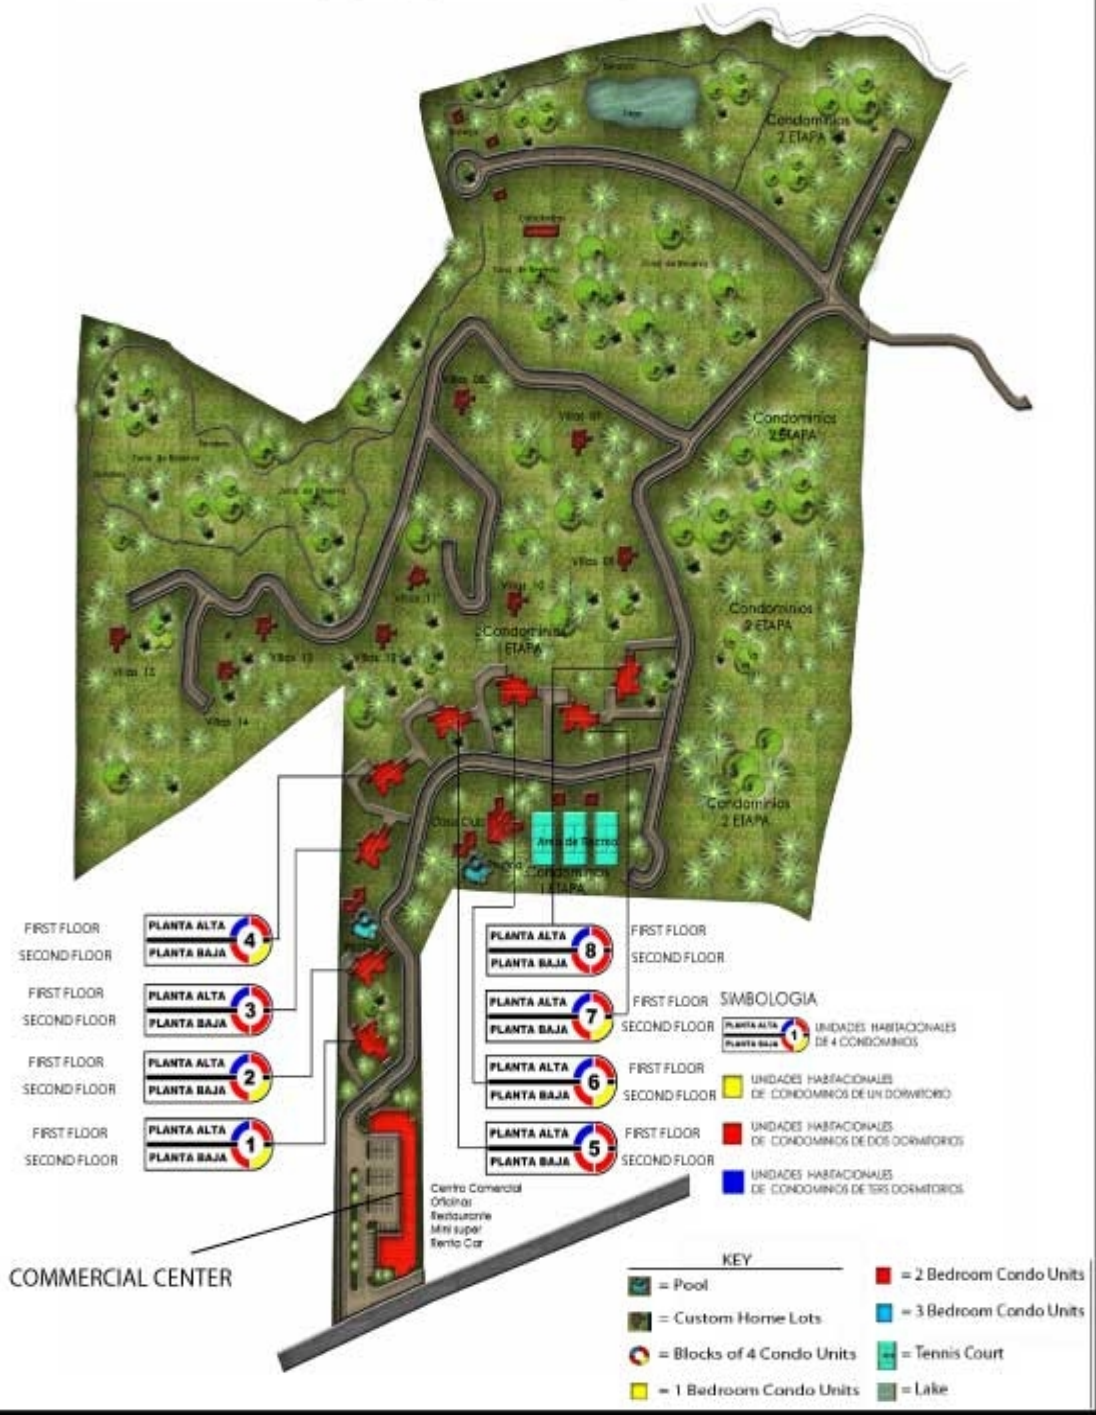 Lago
Condominios
2 ETAPA
Villas 08
Villas 09
Condominios
2 ETAPA
Zona de Reserva
Villas 10
Villas 11
Condominios
1 ETAPA
Condominios
2 ETAPA
Villas 13
Villas 12
Villas 14
Condominios
2 ETAPA
Casa Club
Area de Recreo
Condominios
1 ETAPA
FIRST FLOOR
SECOND FLOOR
PLANTA ALTA
PLANTA BAJA
4
FIRST FLOOR
SECOND FLOOR
PLANTA ALTA
PLANTA BAJA
3
FIRST FLOOR
SECOND FLOOR
PLANTA ALTA
PLANTA BAJA
2
FIRST FLOOR
SECOND FLOOR
PLANTA ALTA
PLANTA BAJA
1
PLANTA ALTA
PLANTA BAJA
8
FIRST FLOOR
SECOND FLOOR
PLANTA ALTA
PLANTA BAJA
7
FIRST FLOOR
SECOND FLOOR
PLANTA ALTA
PLANTA BAJA
6
FIRST FLOOR
SECOND FLOOR
PLANTA ALTA
PLANTA BAJA
5
FIRST FLOOR
SECOND FLOOR
SIMBOLOGIA
PLANTA ALTA
PLANTA BAJA
1
UNIDADES HABITACIONALES
DE 4 CONDOMINIOS
UNIDADES HABITACIONALES
DE CONDOMINIOS DE UN DORMITORIO
UNIDADES HABITACIONALES
DE CONDOMINIOS DE DOS DORMITORIOS
UNIDADES HABITACIONALES
DE CONDOMINIOS DE TERS DORMITORIOS
Centro Comercial
Oficinas
Restaurante
Mini super
Renta Car
COMMERCIAL CENTER
KEY
= Pool
= Custom Home Lots
= Blocks of 4 Condo Units
= 1 Bedroom Condo Units
= 2 Bedroom Condo Units
= 3 Bedroom Condo Units
= Tennis Court
= Lake